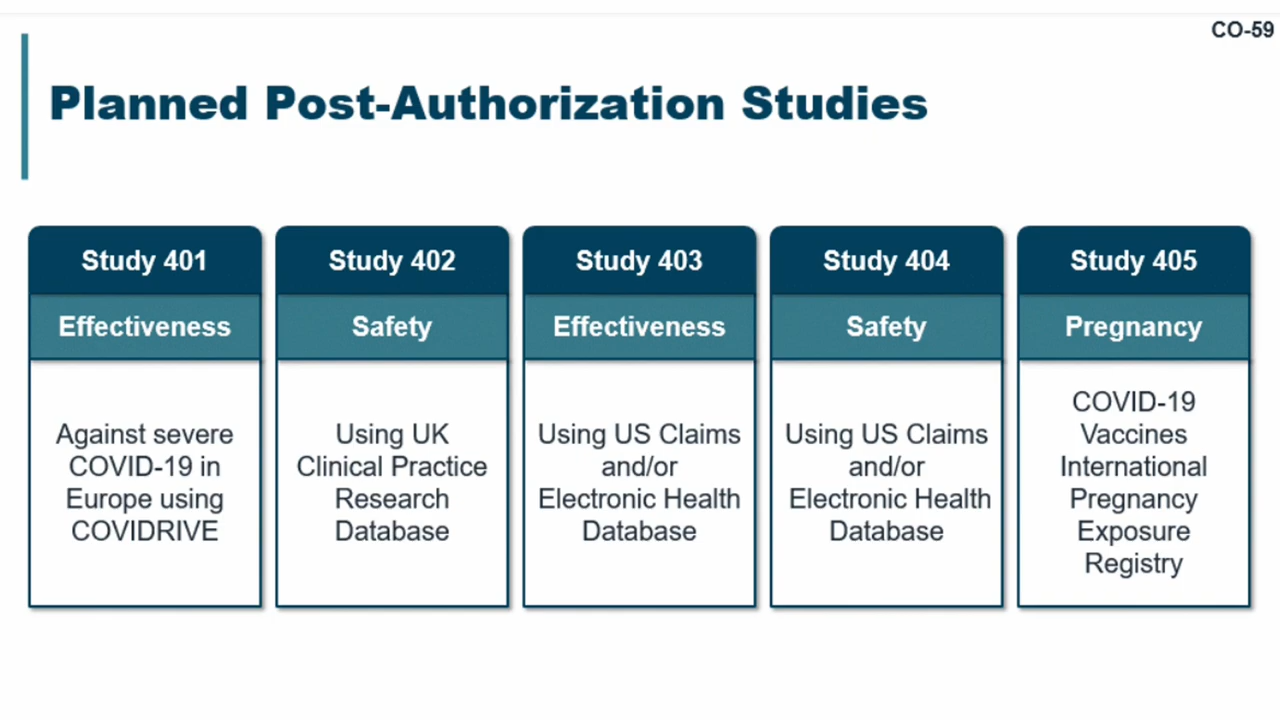 CO-59
Planned Post-Authorization Studies
Study 401
Effectiveness
Against severe
COVID-19 in
Europe using
COVIDRIVE
Study 402
Safety
Using UK
Clinical Practice
Research
Database
Study 403
Effectiveness
Using US Claims
and/or
Electronic Health
Database
Study 404
Safety
Using US Claims
and/or
Electronic Health
Database
Study 405
Pregnancy
COVID-19
Vaccines
International
Pregnancy
Exposure
Registry